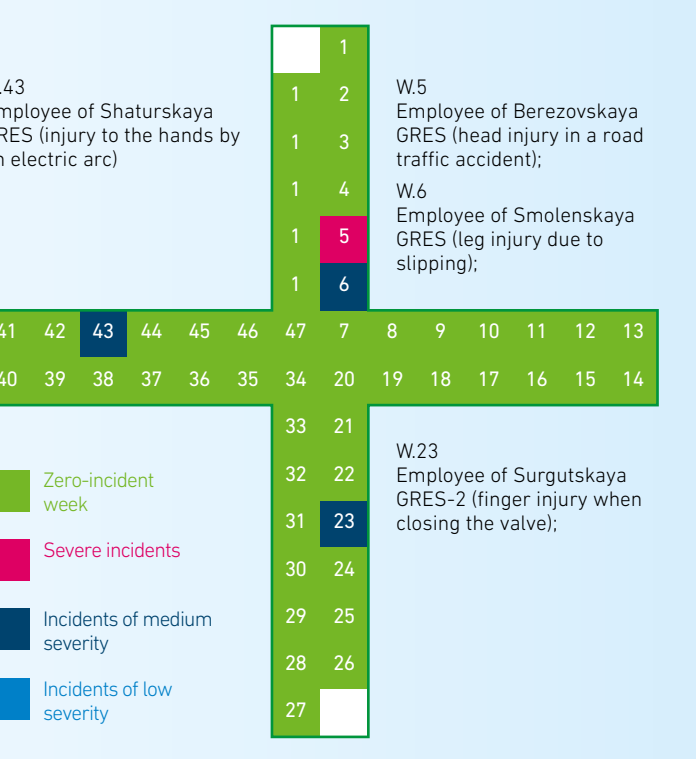 .43
mployee of Shaturskaya
RES (injury to the hands by
n electric arc)
1
1 2
1 3
1 4
1 5
1 6
W.5
Employee of Berezovskaya
GRES (head injury in a road
traffic accident);
W.6
Employee of Smolenskaya
GRES (leg injury due to
slipping);
41 42 43 44 45 46 47 7 8 9 10 11 12 13
40 39 38 37 36 35 34 20 19 18 17 16 15 14
33 21
32 22
31 23
30 24
29 25
28 26
27
W.23
Employee of Surgutskaya
GRES-2 (finger injury when
closing the valve);
Zero-incident
week
Severe incidents
Incidents of medium
severity
Incidents of low
severity